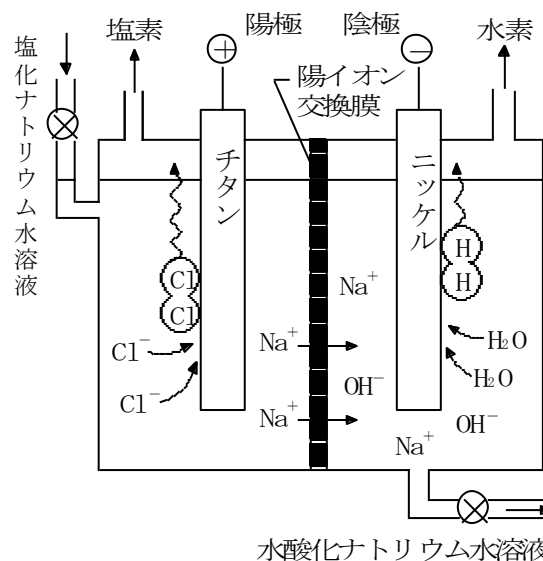 塩素
陽極
陰極
水素
塩化ナトリウム水溶液
+
−
陽イオン
交換膜
チタン
ニッケル
Cl
Cl
H
H
Na⁺
Cl⁻
Na⁺
H₂O
Cl⁻
OH⁻
H₂O
Na⁺
OH⁻
Na⁺
水酸化ナトリウム水溶液